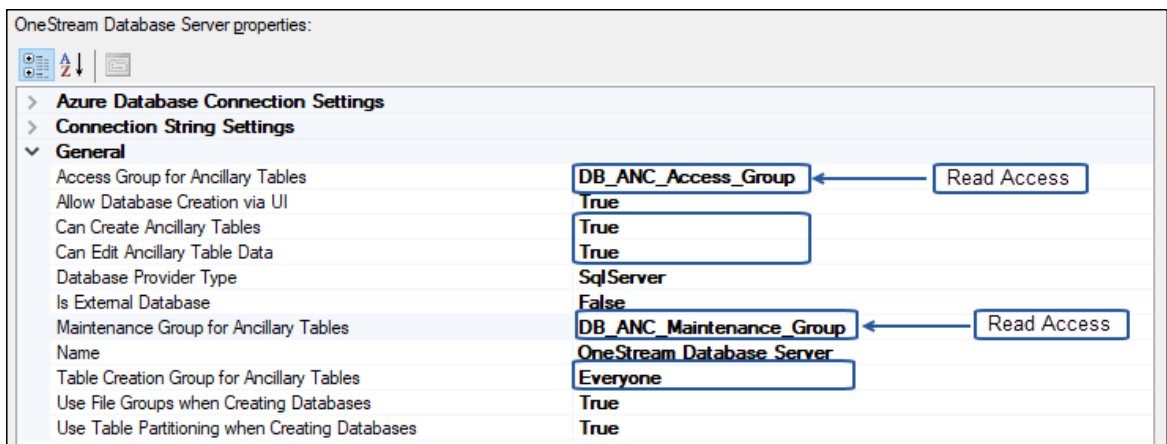 OneStream Database Server properties:
Azure Database Connection Settings
Connection String Settings
General
Access Group for Ancillary Tables DB_ANC_Access_Group Read Access
Allow Database Creation via UI True
Can Create Ancillary Tables True
Can Edit Ancillary Table Data True
Database Provider Type SqlServer
Is External Database False
Maintenance Group for Ancillary Tables DB_ANC_Maintenance_Group Read Access
Name OneStream Database Server
Table Creation Group for Ancillary Tables Everyone
Use File Groups when Creating Databases True
Use Table Partitioning when Creating Databases True